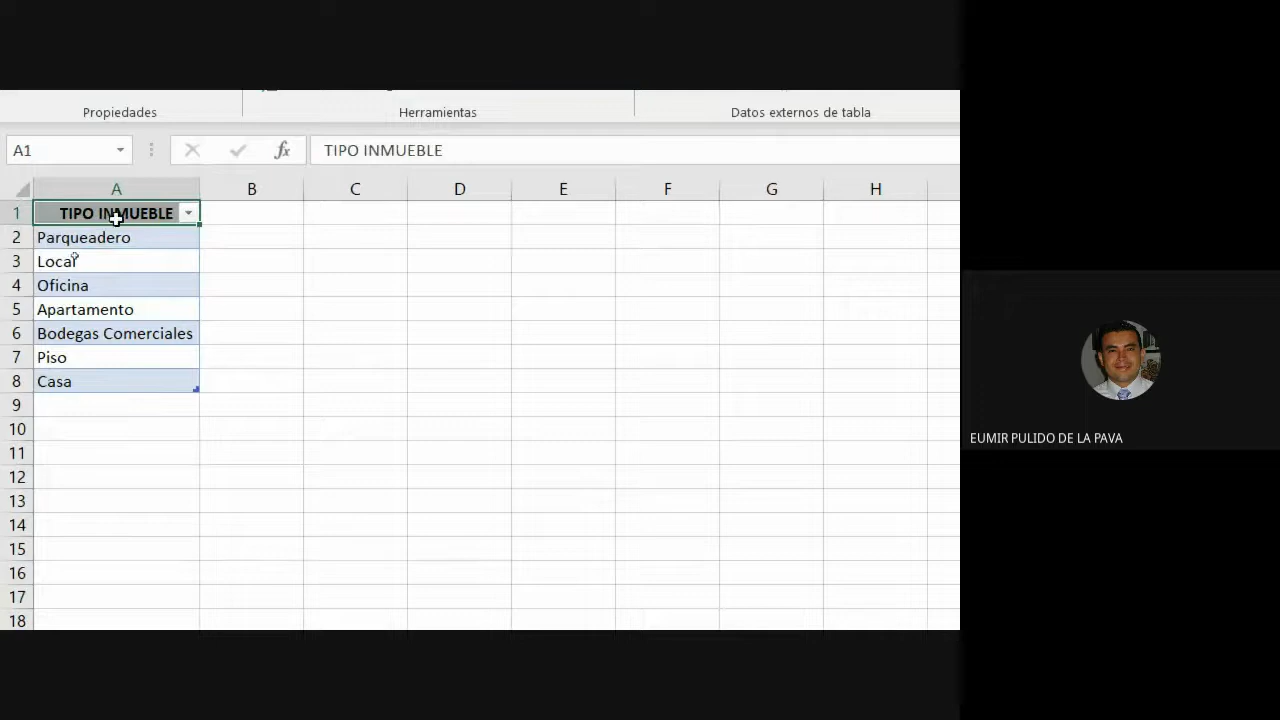 Propiedades Herramientas Datos externos de tabla
A1 fx TIPO INMUEBLE
A B C D E F G H
1 TIPO INMUEBLE
2 Parqueadero
3 Local
4 Oficina
5 Apartamento
6 Bodegas Comerciales
7 Piso
8 Casa
9
10
11
12
13
14
15
16
17
18
EUMIR PULIDO DE LA PAVA